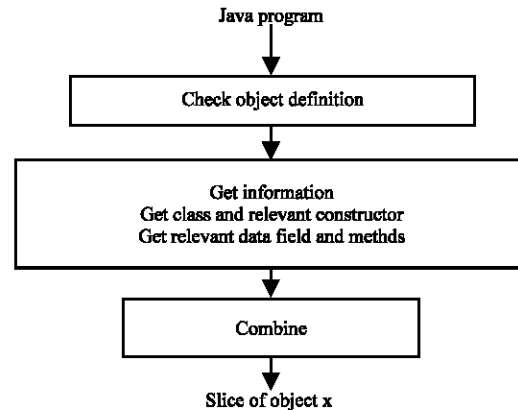 Java program
Check object definition
Get information
Get class and relevant constructor
Get relevant data field and methds
Combine
Slice of object x